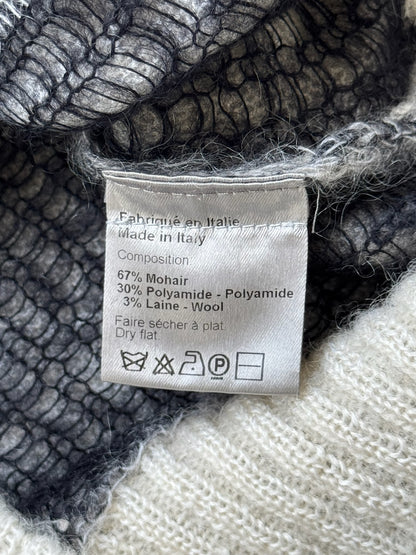 Fabriqué en Italie
Made in Italy
Composition
67% Mohair
30% Polyamide - Polyamide
3% Laine - Wool
Faire sécher à plat.
Dry flat